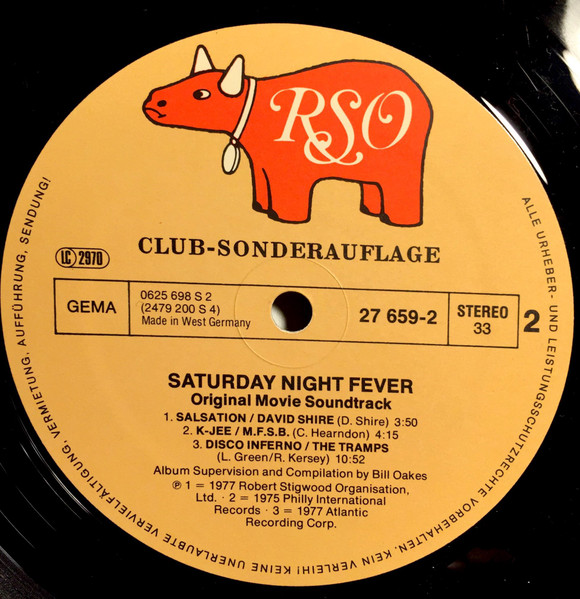 RSO
CLUB-SONDERAUFLAGE
LC 2970
GEMA
0625 698 S 2
(2479 200 S 4)
Made in West Germany
27 659-2
STEREO
33
2
SATURDAY NIGHT FEVER
Original Movie Soundtrack
1. SALSATION / DAVID SHIRE (D. Shire) 3:50
2. K-JEE / M.F.S.B. (C. Hearndon) 4:15
3. DISCO INFERNO / THE TRAMPS
(L. Green/R. Kersey) 10:52
Album Supervision and Compilation by Bill Oakes
Ⓟ 1 = 1977 Robert Stigwood Organisation,
Ltd. · 2 = 1975 Philly International
Records · 3 = 1977 Atlantic
Recording Corp.
ALLE URHEBER- UND LEISTUNGSSCHUTZRECHTE VORBEHALTEN. KEIN VERLEIH! KEINE UNERLAUBTE VERVIELFÄLTIGUNG, VERMIETUNG, AUFFÜHRUNG, SENDUNG!